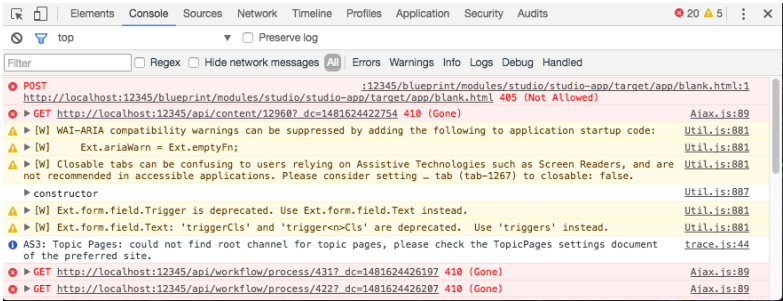 Elements Console Sources Network Timeline Profiles Application Security Audits 20 5
top Preserve log
Filter Regex Hide network messages All Errors Warnings Info Logs Debug Handled
POST :12345/blueprint/modules/studio/studio-app/target/app/blank.html:1
http://localhost:12345/blueprint/modules/studio/studio-app/target/app/blank.html 405 (Not Allowed)
GET http://localhost:12345/api/content/12960?_dc=1481624422754 410 (Gone) Ajax.js:89
[W] WAI-ARIA compatibility warnings can be suppressed by adding the following to application startup code: Util.js:881
[W] Ext.ariaWarn = Ext.emptyFn; Util.js:881
[W] Closable tabs can be confusing to users relying on Assistive Technologies such as Screen Readers, and are Util.js:881
not recommended in accessible applications. Please consider setting … tab (tab-1267) to closable: false.
constructor Util.js:887
[W] Ext.form.field.Trigger is deprecated. Use Ext.form.field.Text instead. Util.js:881
[W] Ext.form.field.Text: 'triggerCls' and 'trigger<n>Cls' are deprecated. Use 'triggers' instead. Util.js:881
AS3: Topic Pages: could not find root channel for topic pages, please check the TopicPages settings document trace.js:44
of the preferred site.
GET http://localhost:12345/api/workflow/process/431?_dc=1481624426197 410 (Gone) Ajax.js:89
GET http://localhost:12345/api/workflow/process/422?_dc=1481624426207 410 (Gone) Ajax.js:89